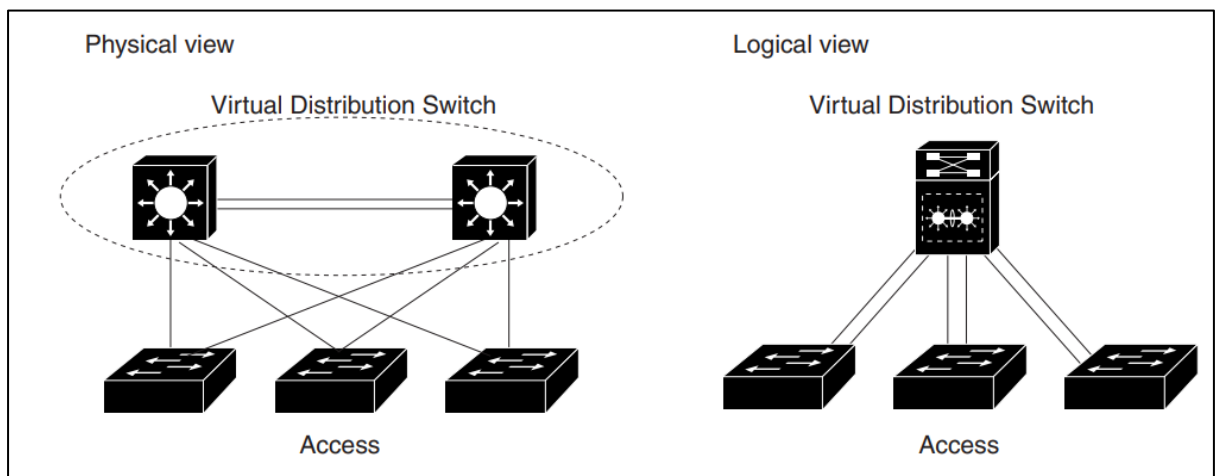 Physical view
Virtual Distribution Switch
Access
Logical view
Virtual Distribution Switch
Access